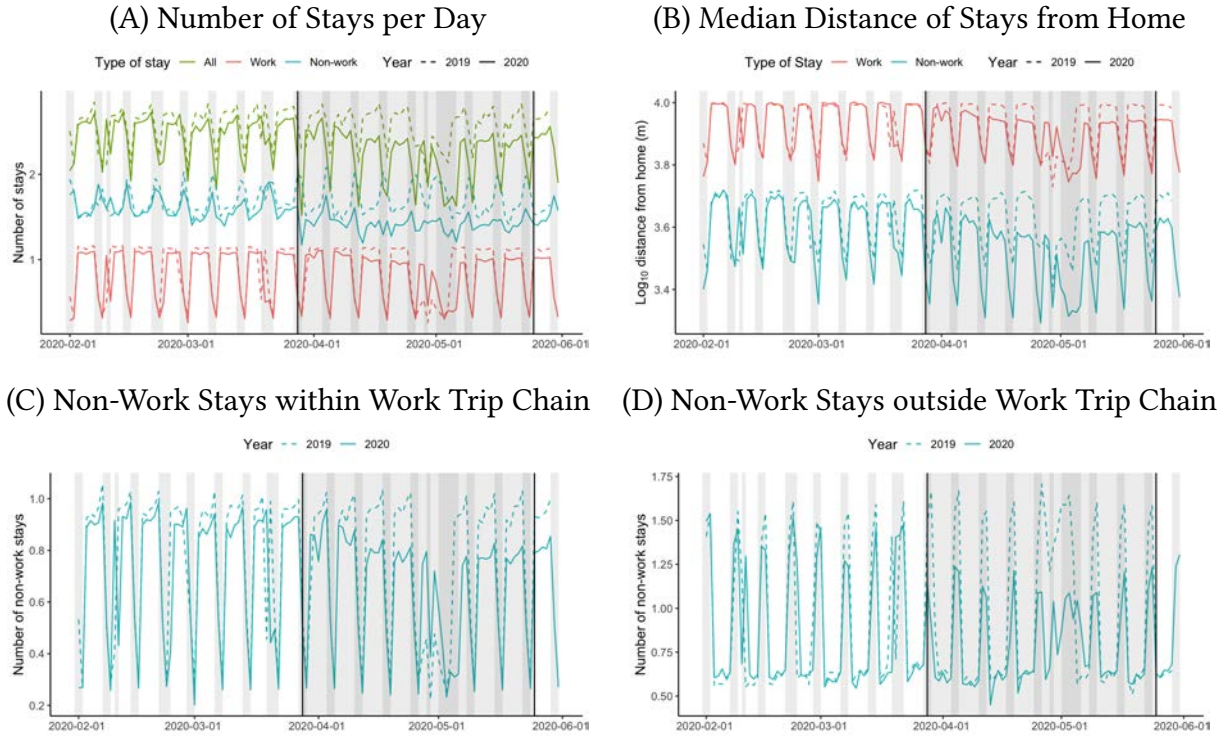 (A) Number of Stays per Day
Type of stay All Work Non-work Year 2019 2020
Number of stays
2
1
2020-02-01 2020-03-01 2020-04-01 2020-05-01 2020-06-01
(B) Median Distance of Stays from Home
Type of Stay Work Non-work Year 2019 2020
Log10 distance from home (m)
4.0
3.8
3.6
3.4
2020-02-01 2020-03-01 2020-04-01 2020-05-01 2020-06-01
(C) Non-Work Stays within Work Trip Chain
Year 2019 2020
Number of non-work stays
1.0
0.8
0.6
0.4
0.2
2020-02-01 2020-03-01 2020-04-01 2020-05-01 2020-06-01
(D) Non-Work Stays outside Work Trip Chain
Year 2019 2020
Number of non-work stays
1.75
1.50
1.25
1.00
0.75
0.50
2020-02-01 2020-03-01 2020-04-01 2020-05-01 2020-06-01